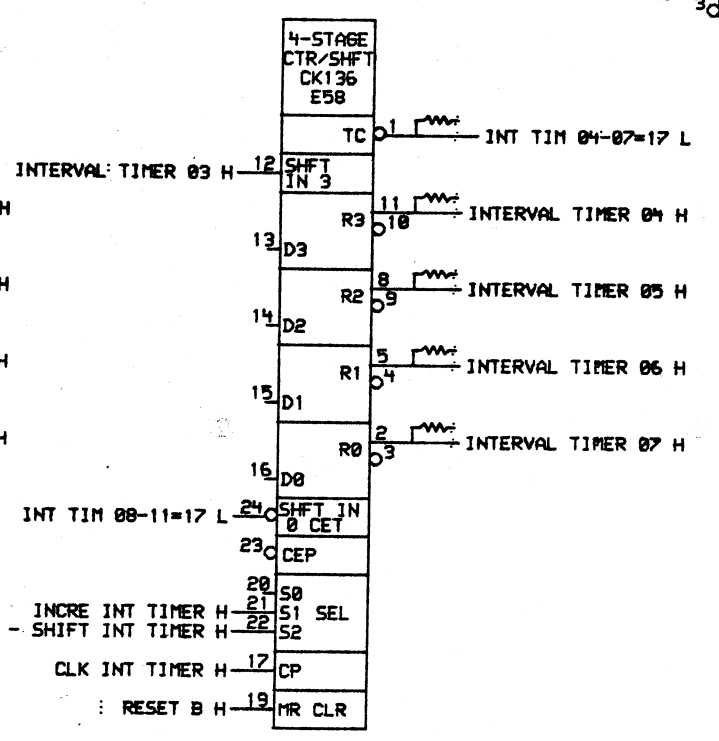 3
4-STAGE
CTR/SHFT
CK136
E58
TC 1 INT TIM 04-07=17 L
INTERVAL TIMER 03 H 12 SHFT
IN 3
H
R3 11 INTERVAL TIMER 04 H
10
13 D3
H
R2 8 INTERVAL TIMER 05 H
9
14 D2
H
R1 5 INTERVAL TIMER 06 H
4
15 D1
H
R0 2 INTERVAL TIMER 07 H
3
16 D0
INT TIM 08-11=17 L 24 SHFT IN
0 CET
23 CEP
20 S0
INCRE INT TIMER H 21 S1 SEL
- SHIFT INT TIMER H 22 S2
CLK INT TIMER H 17 CP
RESET B H 19 MR CLR